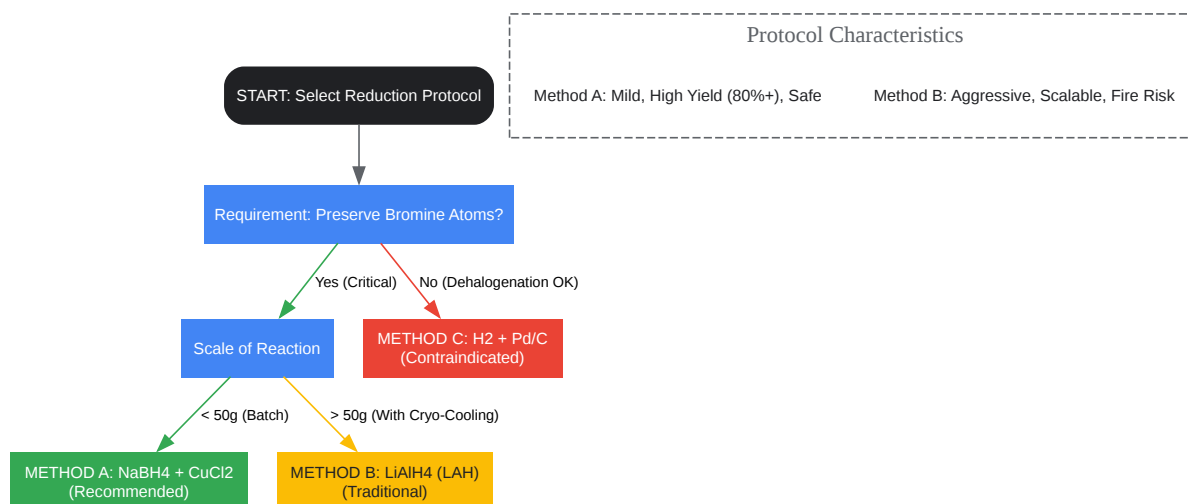 Protocol Characteristics
START: Select Reduction Protocol
Method A: Mild, High Yield (80%+), Safe
Method B: Aggressive, Scalable, Fire Risk
Requirement: Preserve Bromine Atoms?
Yes (Critical)
No (Dehalogenation OK)
Scale of Reaction
METHOD C: H2 + Pd/C
(Contraindicated)
< 50g (Batch)
> 50g (With Cryo-Cooling)
METHOD A: NaBH4 + CuCl2
(Recommended)
METHOD B: LiAlH4 (LAH)
(Traditional)